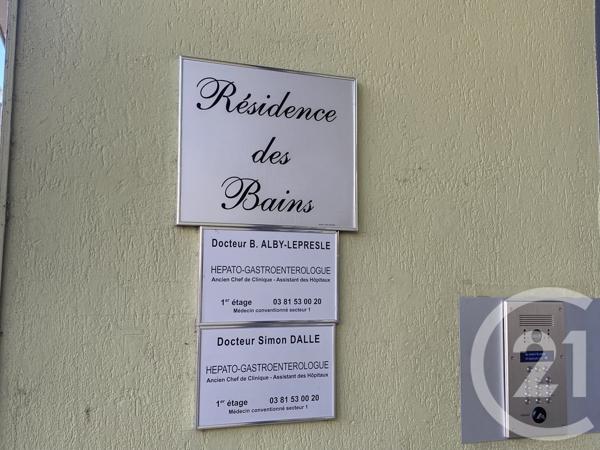 Résidence
des
Bains
Docteur B. ALBY-LEPRESLE
HEPATO-GASTROENTEROLOGUE
Ancien Chef de Clinique - Assistant des Hôpitaux
1er étage 03 81 53 00 20
Médecin conventionné secteur 1
Docteur Simon DALLE
HEPATO-GASTROENTEROLOGUE
Ancien Chef de Clinique - Assistant des Hôpitaux
1er étage 03 81 53 00 20
Médecin conventionné secteur 1
C21